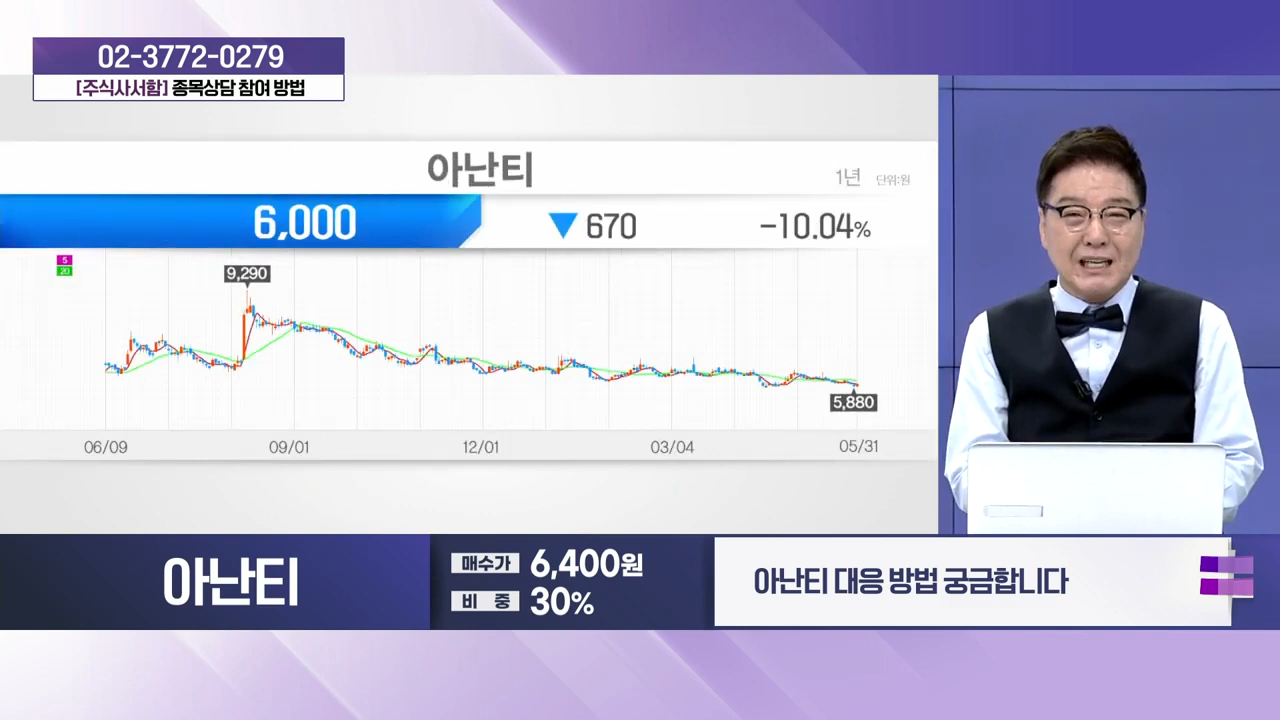 02-3772-0279
[주식사서함] 종목상담 참여 방법
아난티
1년 단위:원
6,000 ▼ 670 -10.04%
5
20
9,290
5,880
06/09 09/01 12/01 03/04 05/31
아난티
매수가 6,400원
비 중 30%
아난티 대응 방법 궁금합니다